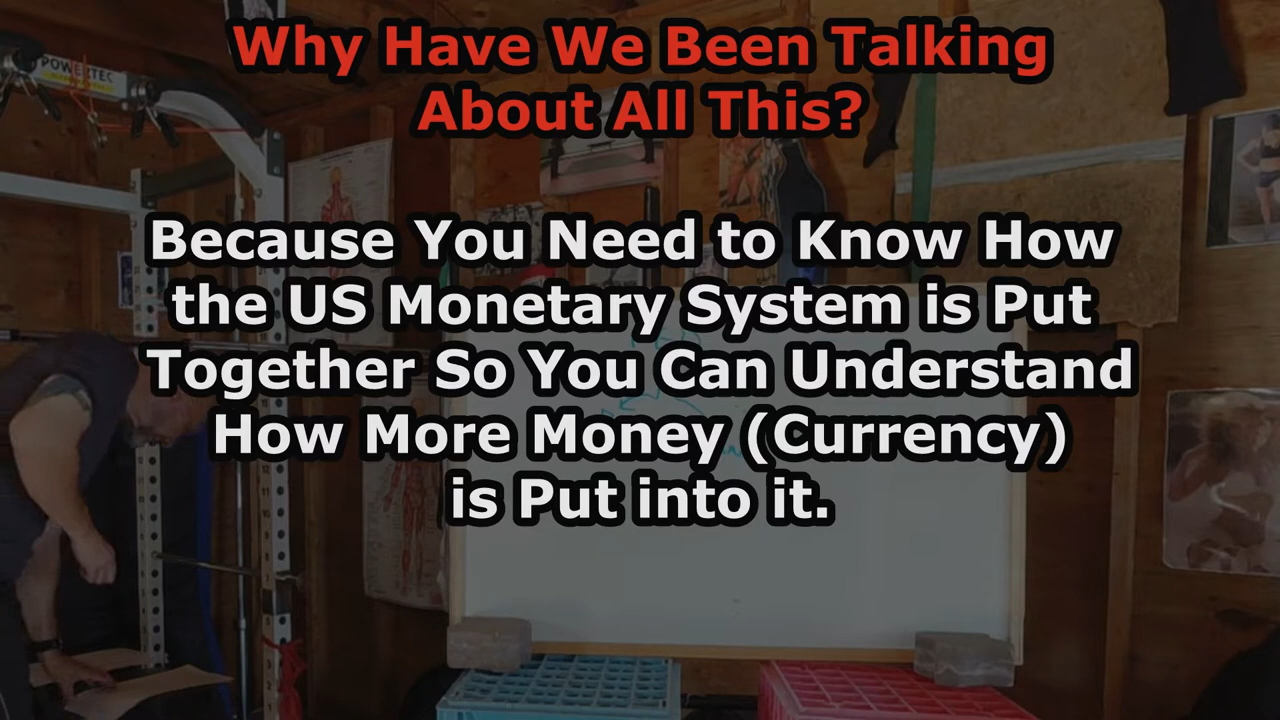 Why Have We Been Talking
About All This?
POWERTEC
Because You Need to Know How
the US Monetary System is Put
Together So You Can Understand
How More Money (Currency)
is Put into it.